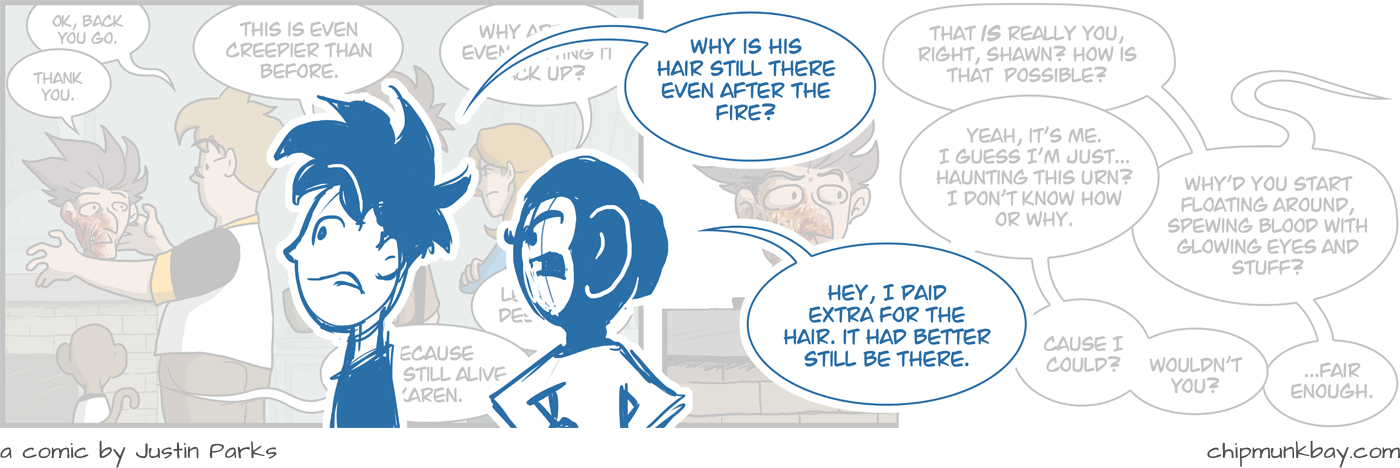 OK, BACK
YOU GO.
THANK
YOU.
THIS IS EVEN
CREEPIER THAN
BEFORE.
WHY
EVEN
IT
UP?
WHY IS HIS
HAIR STILL THERE
EVEN AFTER THE
FIRE?
HEY, I PAID
EXTRA FOR THE
HAIR. IT HAD BETTER
STILL BE THERE.
STILL ALIVE
THAT IS REALLY YOU,
RIGHT, SHAWN? HOW IS
THAT POSSIBLE?
YEAH, IT'S ME.
I GUESS I'M JUST...
HAUNTING THIS URN?
I DON'T KNOW HOW
OR WHY.
WHY'D YOU START
FLOATING AROUND,
SPEWING BLOOD WITH
GLOWING EYES AND
STUFF?
CAUSE I
COULD?
WOULDN'T
YOU?
...FAIR
ENOUGH.
a comic by Justin Parks
chipmunkbay.com